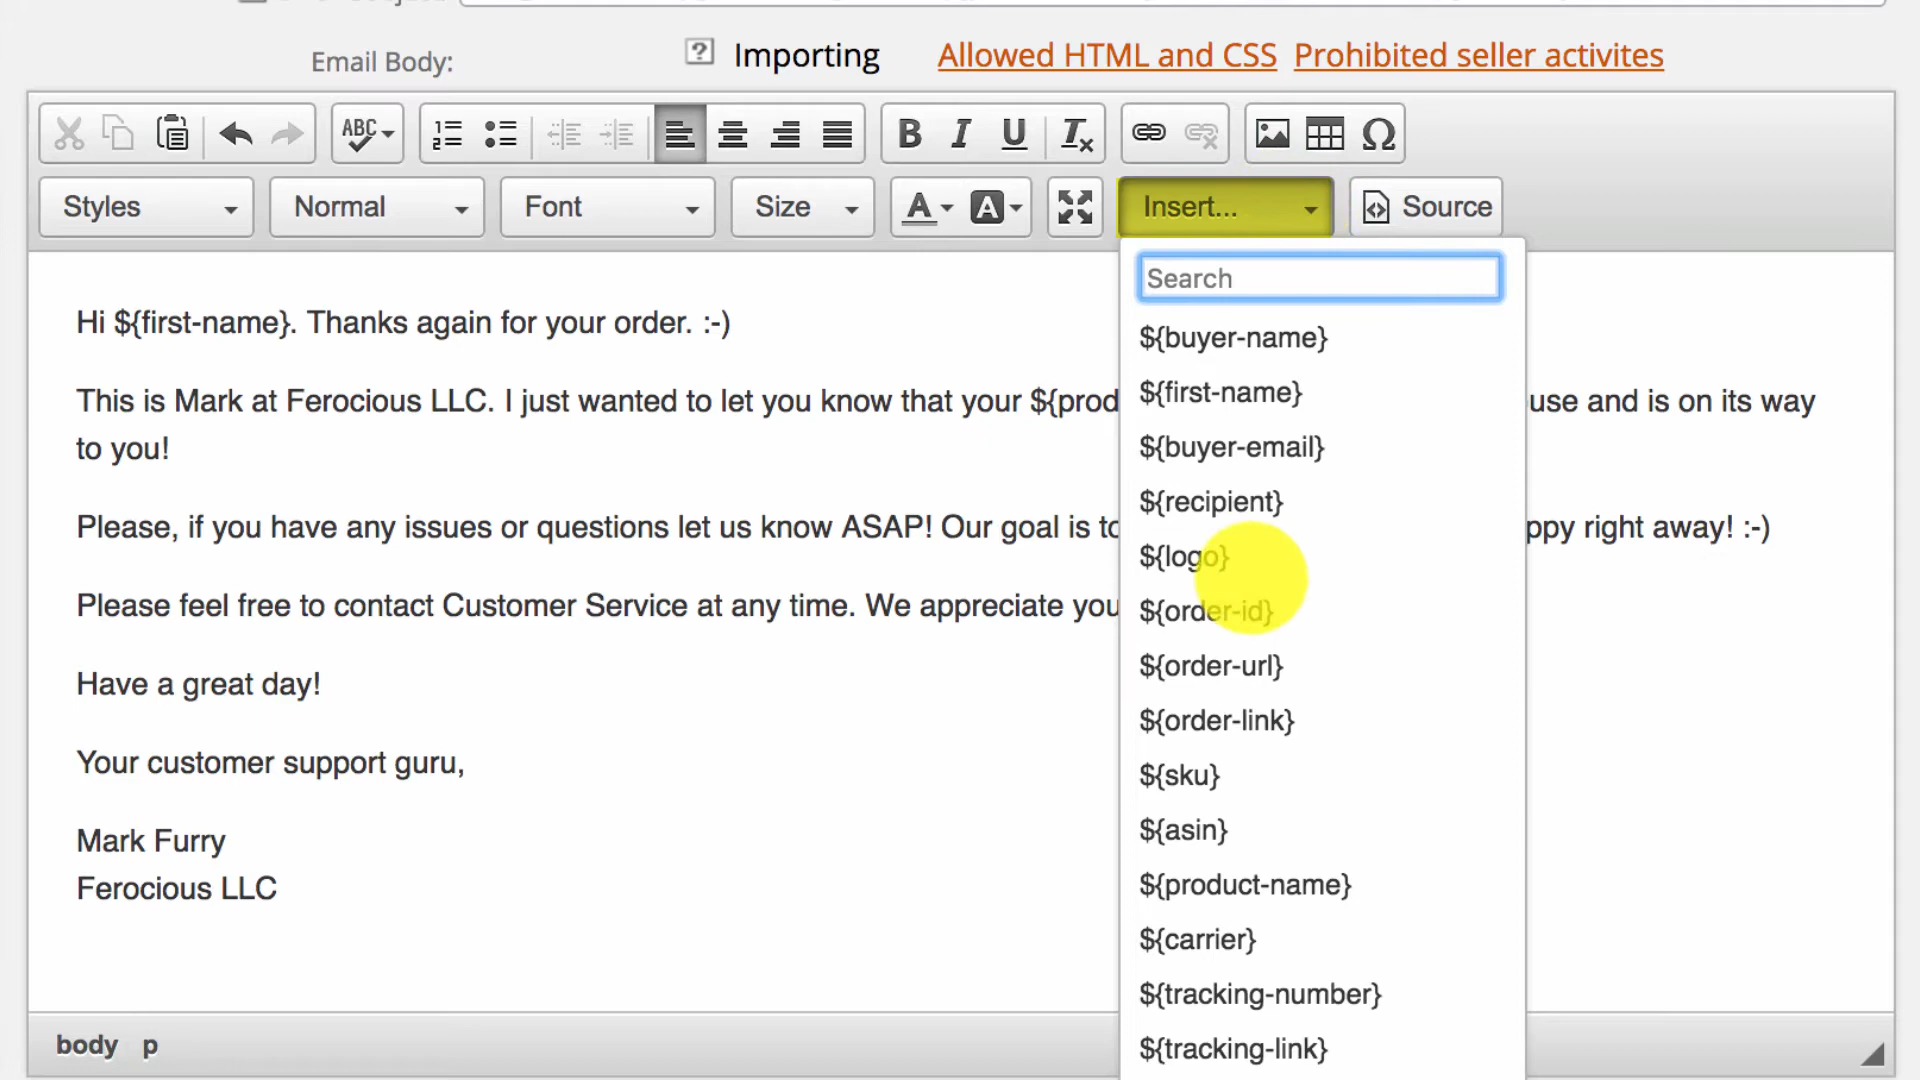 Email Body:
? Importing Allowed HTML and CSS Prohibited seller activites
ABC
B I U Tx Ω
Styles Normal Font Size A A Insert... Source
Search
Hi ${first-name}. Thanks again for your order. :-)
${buyer-name}
${first-name}
This is Mark at Ferocious LLC. I just wanted to let you know that your ${prod
use and is on its way
to you!
${buyer-email}
${recipient}
Please, if you have any issues or questions let us know ASAP! Our goal is to
ppy right away! :-)
${logo}
${order-id}
Please feel free to contact Customer Service at any time. We appreciate you
${order-url}
Have a great day!
${order-link}
Your customer support guru,
${sku}
${asin}
Mark Furry
Ferocious LLC
${product-name}
${carrier}
${tracking-number}
${tracking-link}
body p